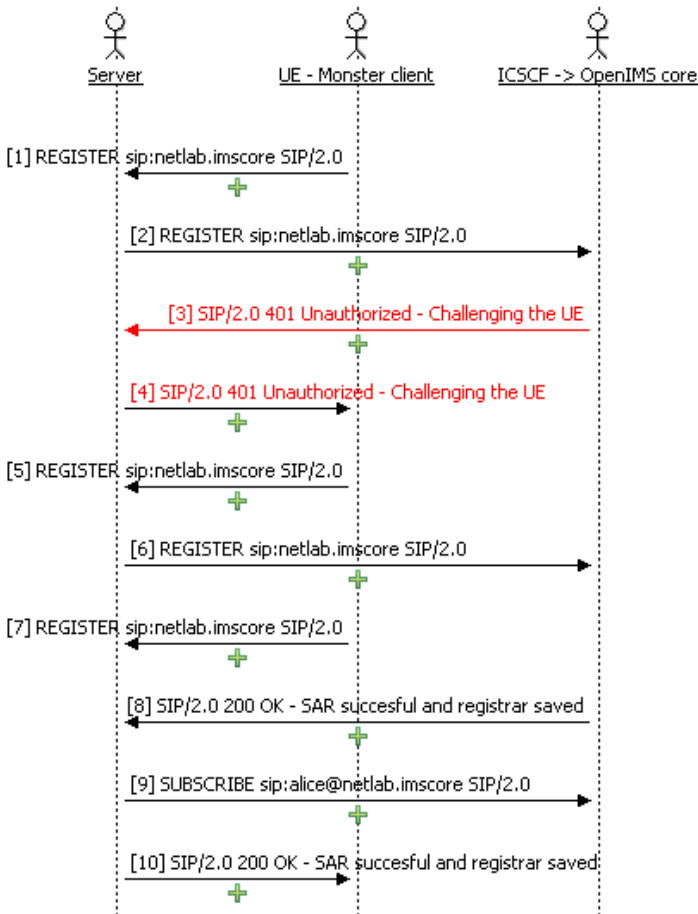 Server
UE - Monster client
ICSCF -> OpenIMS core
[1] REGISTER sip:netlab.imscore SIP/2.0
[2] REGISTER sip:netlab.imscore SIP/2.0
[3] SIP/2.0 401 Unauthorized - Challenging the UE
[4] SIP/2.0 401 Unauthorized - Challenging the UE
[5] REGISTER sip:netlab.imscore SIP/2.0
[6] REGISTER sip:netlab.imscore SIP/2.0
[7] REGISTER sip:netlab.imscore SIP/2.0
[8] SIP/2.0 200 OK - SAR succesful and registrar saved
[9] SUBSCRIBE sip:alice@netlab.imscore SIP/2.0
[10] SIP/2.0 200 OK - SAR succesful and registrar saved